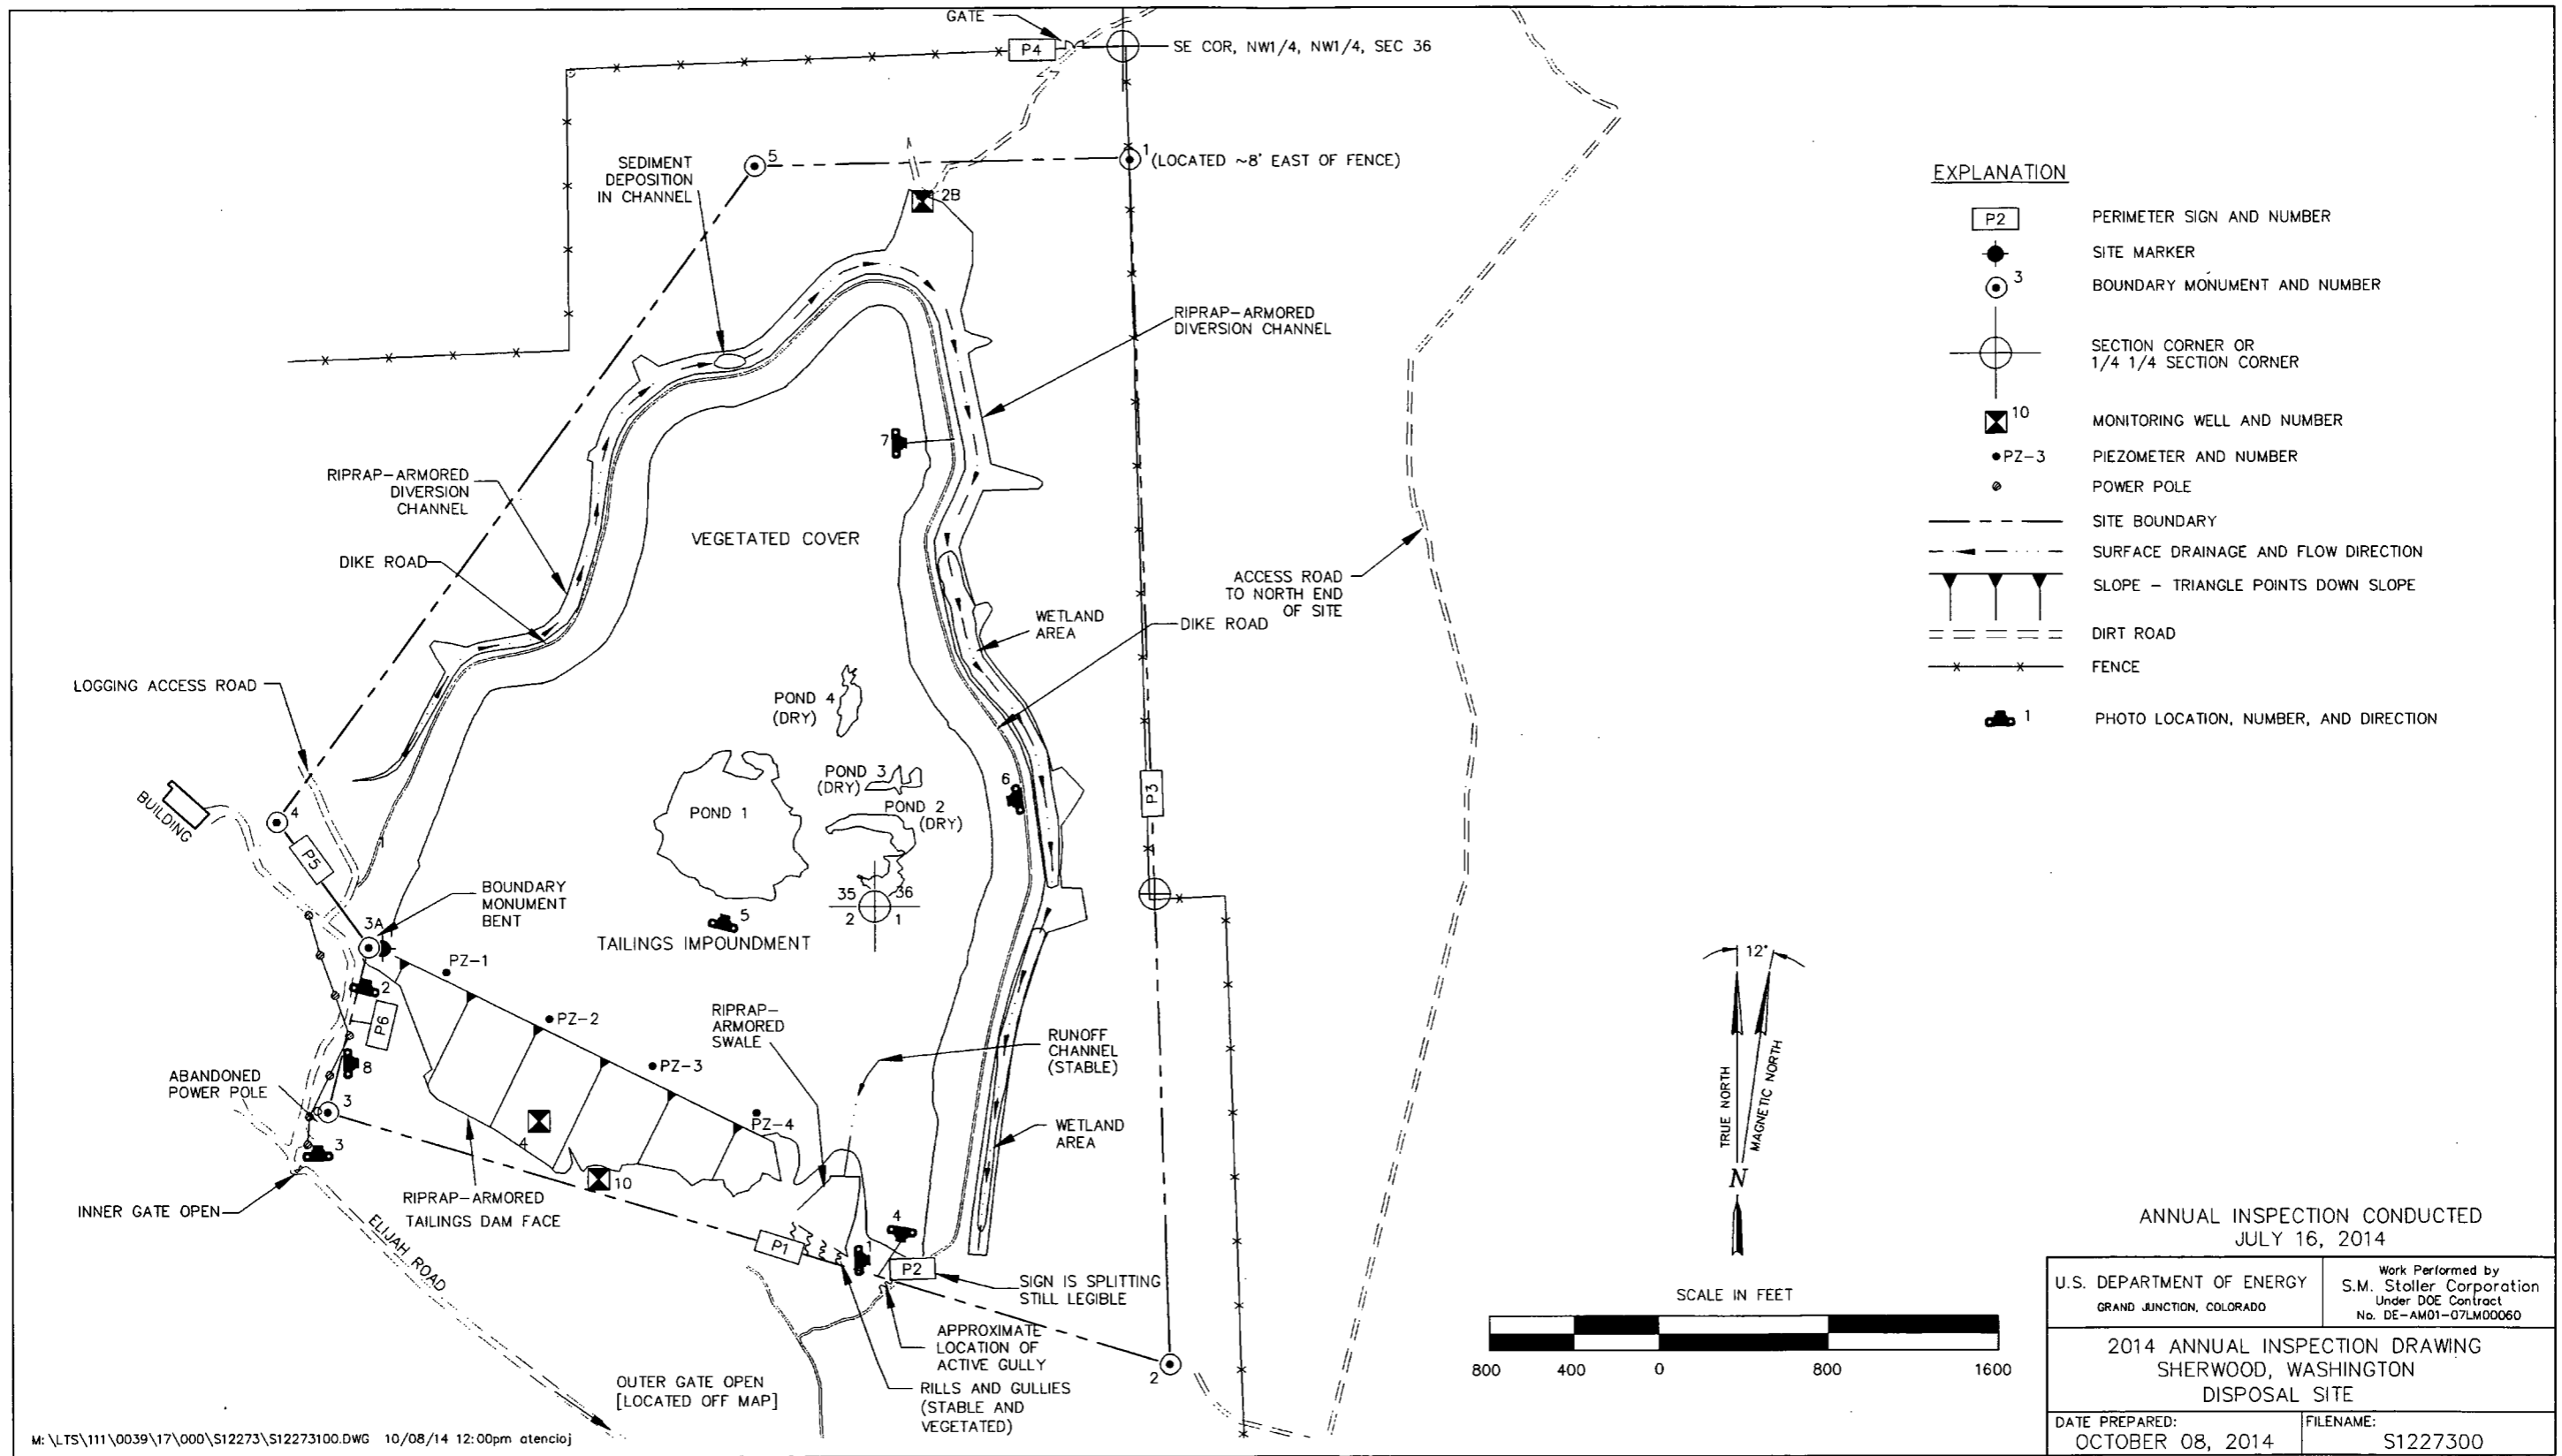 GATE
P4
SE COR, NW1/4, NW1/4, SEC 36
5
1
(LOCATED ~8' EAST OF FENCE)
SEDIMENT
DEPOSITION
IN CHANNEL
2B
RIPRAP-ARMORED
DIVERSION CHANNEL
7
RIPRAP-ARMORED
DIVERSION
CHANNEL
VEGETATED COVER
DIKE ROAD
ACCESS ROAD
TO NORTH END
OF SITE
WETLAND
AREA
DIKE ROAD
LOGGING ACCESS ROAD
POND 4
(DRY)
POND 3
(DRY)
POND 2
(DRY)
POND 1
6
P3
BUILDING
4
P5
BOUNDARY
MONUMENT
BENT
3A
35
36
2
1
5
TAILINGS IMPOUNDMENT
PZ-1
2
P6
PZ-2
PZ-3
PZ-4
RIPRAP-
ARMORED
SWALE
RUNOFF
CHANNEL
(STABLE)
8
ABANDONED
POWER POLE
3
3
4
10
WETLAND
AREA
INNER GATE OPEN
RIPRAP-ARMORED
TAILINGS DAM FACE
ELIJAH ROAD
P1
1
4
P2
SIGN IS SPLITTING
STILL LEGIBLE
APPROXIMATE
LOCATION OF
ACTIVE GULLY
RILLS AND GULLIES
(STABLE AND
VEGETATED)
2
OUTER GATE OPEN
[LOCATED OFF MAP]
EXPLANATION
P2
PERIMETER SIGN AND NUMBER
SITE MARKER
3
BOUNDARY MONUMENT AND NUMBER
SECTION CORNER OR
1/4 1/4 SECTION CORNER
10
MONITORING WELL AND NUMBER
PZ-3
PIEZOMETER AND NUMBER
POWER POLE
SITE BOUNDARY
SURFACE DRAINAGE AND FLOW DIRECTION
SLOPE - TRIANGLE POINTS DOWN SLOPE
DIRT ROAD
FENCE
1
PHOTO LOCATION, NUMBER, AND DIRECTION
12°
TRUE NORTH
MAGNETIC NORTH
N
SCALE IN FEET
800 400 0 800 1600
ANNUAL INSPECTION CONDUCTED
JULY 16, 2014
U.S. DEPARTMENT OF ENERGY
GRAND JUNCTION, COLORADO
Work Performed by
S.M. Stoller Corporation
Under DOE Contract
No. DE-AM01-07LM00060
2014 ANNUAL INSPECTION DRAWING
SHERWOOD, WASHINGTON
DISPOSAL SITE
DATE PREPARED:
OCTOBER 08, 2014
FILENAME:
S1227300
M:\LTS\111\0039\17\000\S12273\S12273100.DWG 10/08/14 12:00pm atencioj